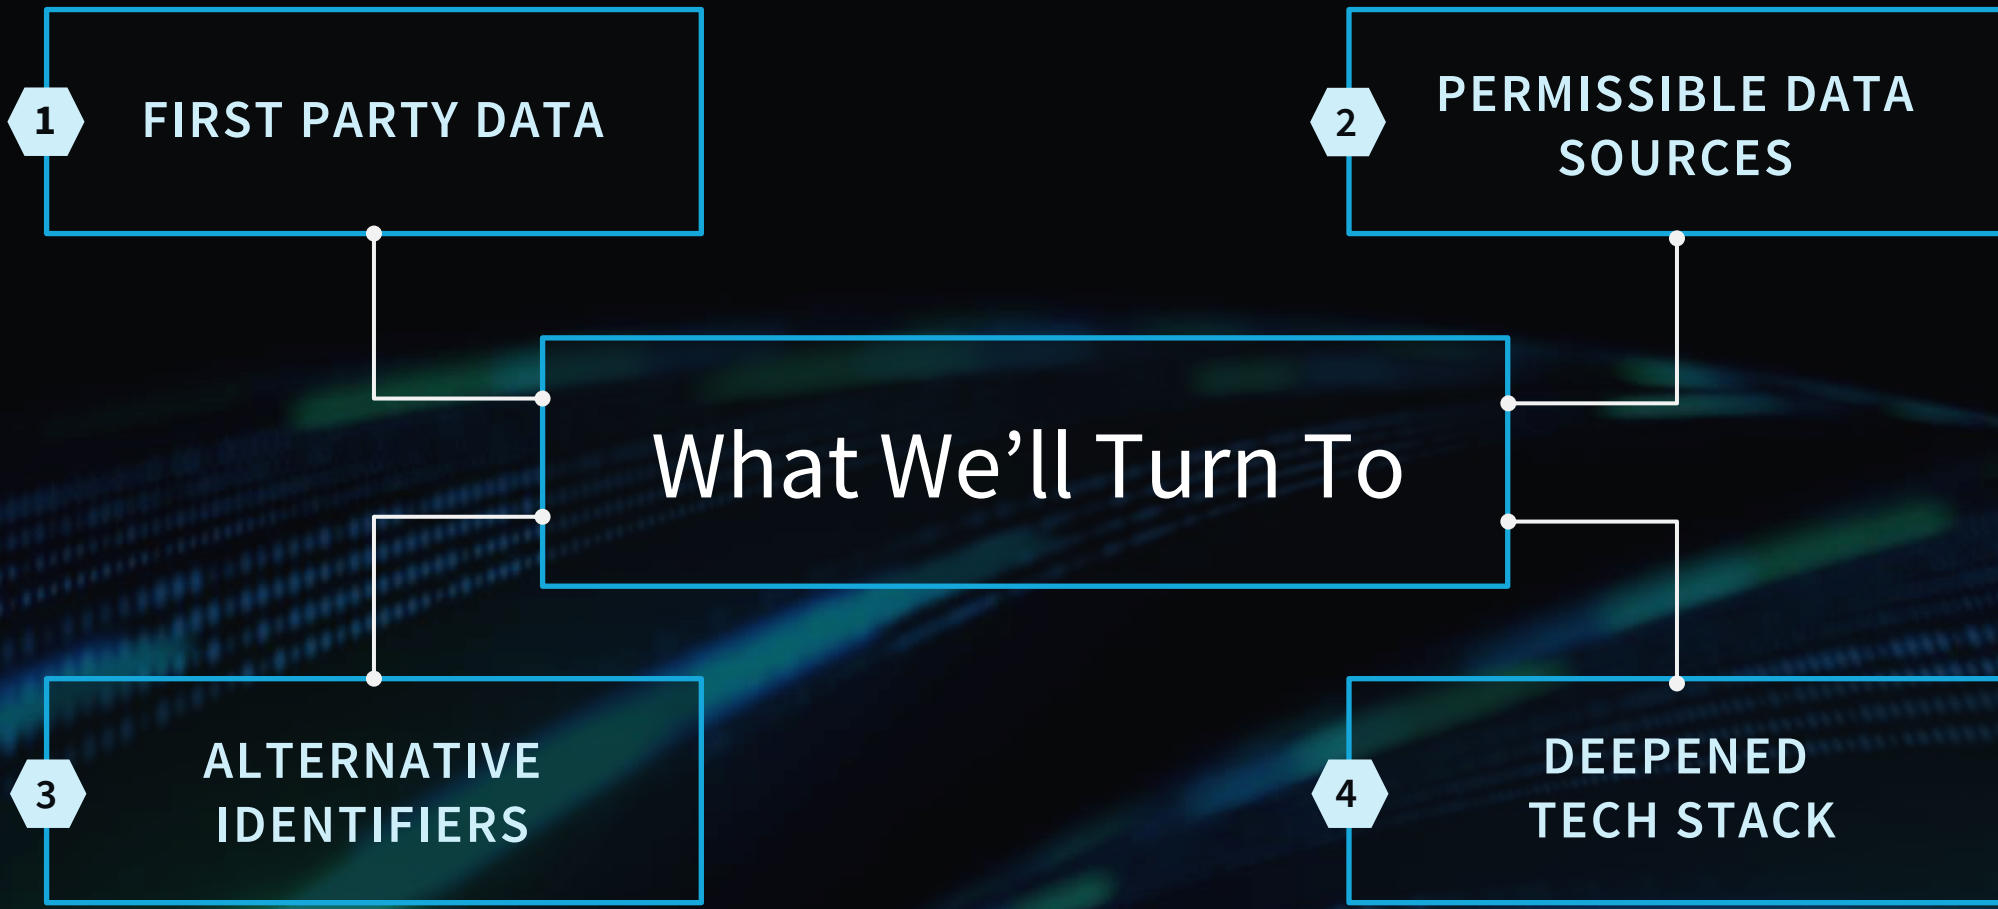 1
FIRST PARTY DATA
2
PERMISSIBLE DATA
SOURCES
What We’ll Turn To
3
ALTERNATIVE
IDENTIFIERS
4
DEEPENED
TECH STACK